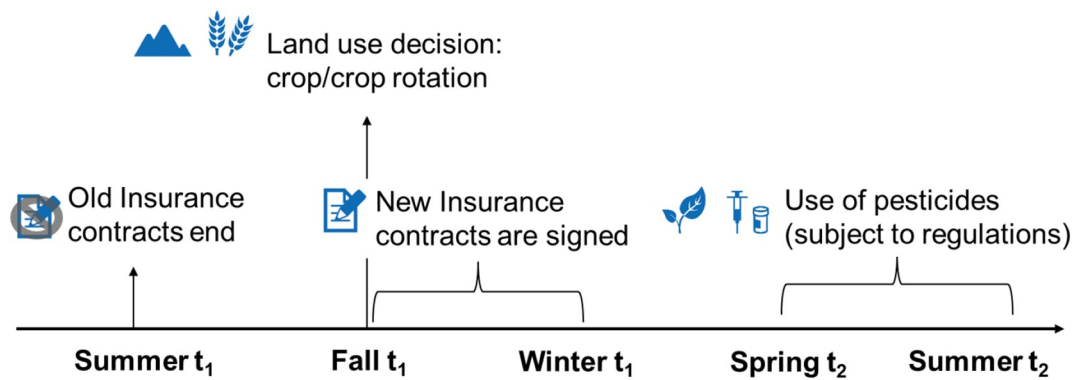 Land use decision:
crop/crop rotation
Old Insurance
contracts end
New Insurance
contracts are signed
Use of pesticides
(subject to regulations)
Summer t₁
Fall t₁
Winter t₁
Spring t₂
Summer t₂